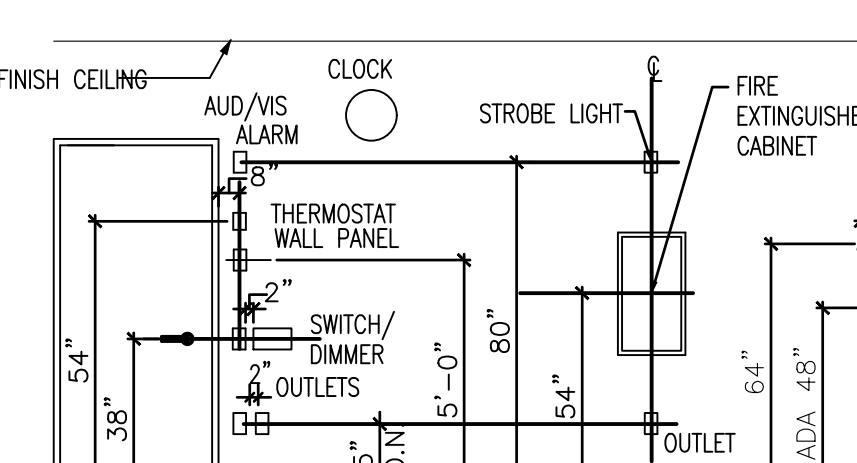 FINISH CEILING
CLOCK
℄
AUD/VIS
ALARM
STROBE LIGHT
FIRE
EXTINGUISHE
CABINET
8"
THERMOSTAT
WALL PANEL
2"
SWITCH/
DIMMER
54"
5'-0"
80"
54"
64"
ADA 48"
2"
OUTLETS
38"
OUTLET